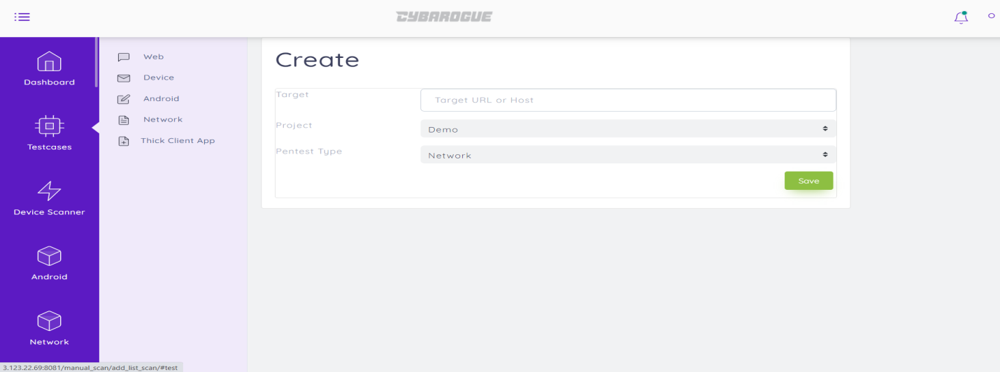 CYBAROGUE
Dashboard
Testcases
Device Scanner
Android
Network
Web
Device
Android
Network
Thick Client App
Create
Target
Target URL or Host
Project
Demo
Pentest Type
Network
Save
3.123.22.69:8081/manual_scan/add_list_scan/#test